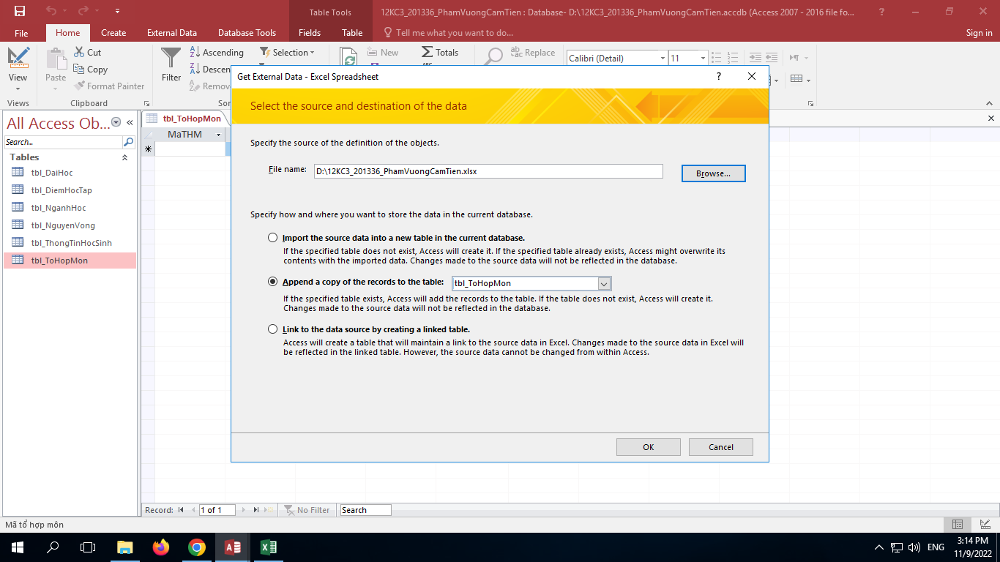 Table Tools
12KC3_201336_PhamVuongCamTien : Database- D:\12KC3_201336_PhamVuongCamTien.accdb (Access 2007 - 2016 file fo...
File Home Create External Data Database Tools Fields Table Tell me what you want to do... Sign in
View
Paste
Cut
Copy
Format Painter
Filter
Ascending
Descen
Remov
Selection
New
Totals
Replace
Calibri (Detail) 11
Views
Clipboard
Sor
All Access Ob...
Search...
Tables
tbl_DaiHoc
tbl_DiemHocTap
tbl_NganhHoc
tbl_NguyenVong
tbl_ThongTinHocSinh
tbl_ToHopMon
tbl_ToHopMon
MaTHM
Get External Data - Excel Spreadsheet
Select the source and destination of the data
Specify the source of the definition of the objects.
File name: D:\12KC3_201336_PhamVuongCamTien.xlsx Browse...
Specify how and where you want to store the data in the current database.
Import the source data into a new table in the current database.
If the specified table does not exist, Access will create it. If the specified table already exists, Access might overwrite its
contents with the imported data. Changes made to the source data will not be reflected in the database.
Append a copy of the records to the table: tbl_ToHopMon
If the specified table exists, Access will add the records to the table. If the table does not exist, Access will create it.
Changes made to the source data will not be reflected in the database.
Link to the data source by creating a linked table.
Access will create a table that will maintain a link to the source data in Excel. Changes made to the source data in Excel will
be reflected in the linked table. However, the source data cannot be changed from within Access.
OK Cancel
Record: 1 of 1 No Filter Search
Mã tổ hợp môn
ENG
3:14 PM
11/9/2022